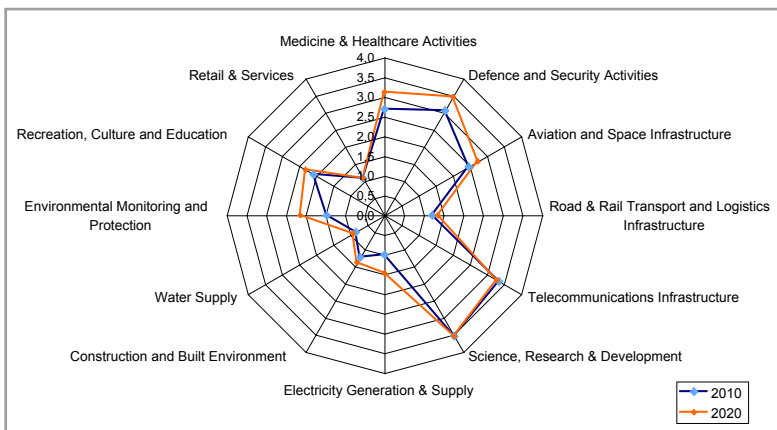 Medicine & Healthcare Activities
4,0
3,5
3,0
2,5
2,0
1,5
1,0
0,5
0,0
Retail & Services
Defence and Security Activities
Recreation, Culture and Education
Aviation and Space Infrastructure
Environmental Monitoring and
Protection
Road & Rail Transport and Logistics
Infrastructure
Water Supply
Telecommunications Infrastructure
Construction and Built Environment
Science, Research & Development
Electricity Generation & Supply
2010
2020